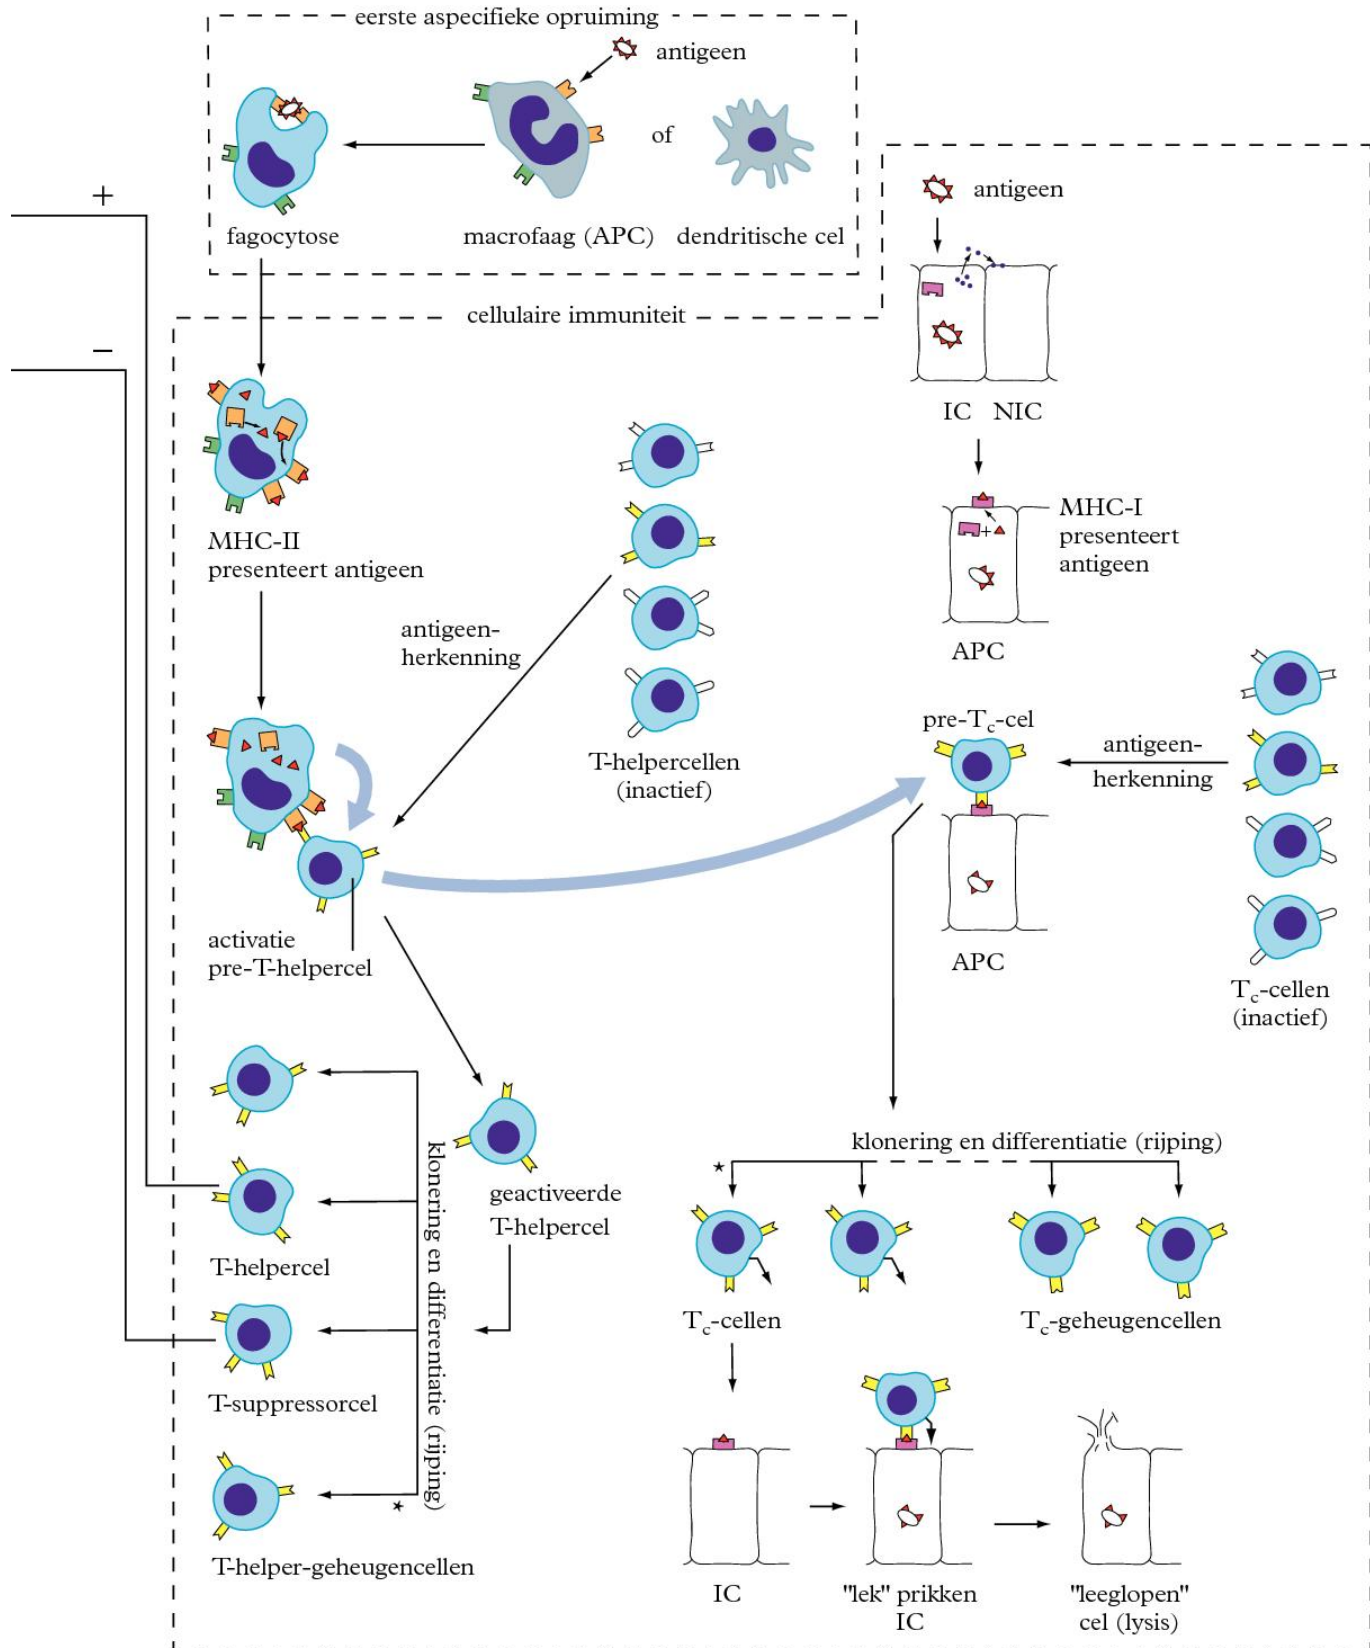 eerste aspecifieke opruiming
antigeen
of
fagocytose
macrofaag (APC)
dendritische cel
+
−
antigeen
cellulaire immuniteit
IC NIC
MHC-II
presenteert antigeen
MHC-I
presenteert
antigeen
+
APC
antigeen-
herkenning
T-helpercellen
(inactief)
pre-Tc-cel
antigeen-
herkenning
activatie
pre-T-helpercel
APC
Tc-cellen
(inactief)
klonering en differentiatie (rijping)
*
geactiveerde
T-helpercel
T-helpercel
T-suppressorcel
T-helper-geheugencellen
klonering en differentiatie (rijping)
*
Tc-cellen
Tc-geheugencellen
IC
"lek" prikken
IC
"leeglopen"
cel (lysis)